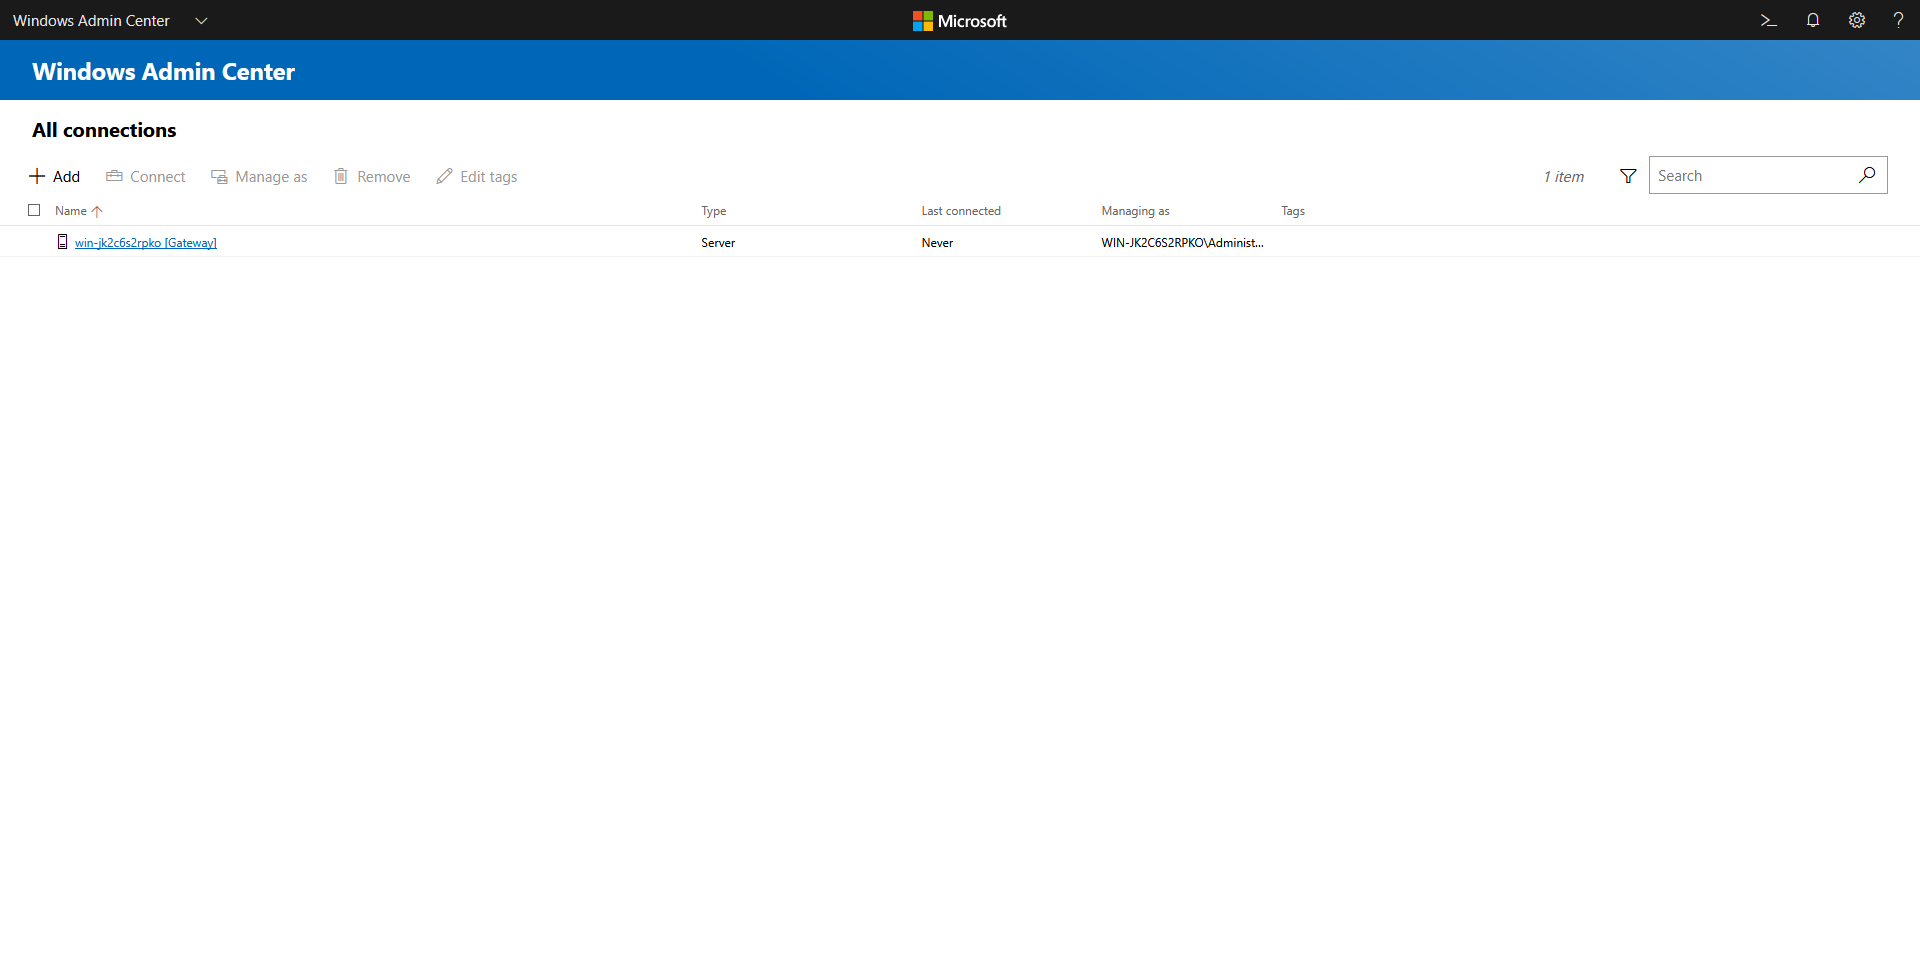 Windows Admin Center
Microsoft
Windows Admin Center
All connections
Add Connect Manage as Remove Edit tags 1 item Search
Name Type Last connected Managing as Tags
win-jk2c6s2rpko [Gateway] Server Never WIN-JK2C6S2RPKO\Administ...